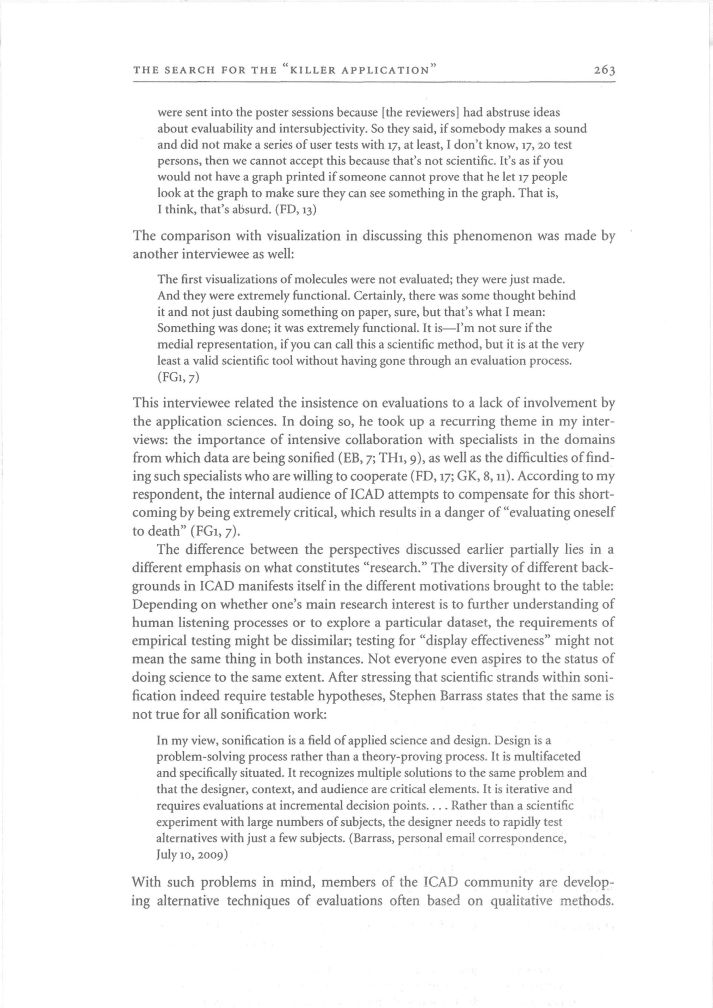 THE SEARCH FOR THE “KILLER APPLICATION” 263
were sent into the poster sessions because [the reviewers] had abstruse ideas
about evaluability and intersubjectivity. So they said, if somebody makes a sound
and did not make a series of user tests with 17, at least, I don’t know, 17, 20 test
persons, then we cannot accept this because that’s not scientific. It’s as if you
would not have a graph printed if someone cannot prove that he let 17 people
look at the graph to make sure they can see something in the graph. That is,
I think, that’s absurd. (FD, 13)
The comparison with visualization in discussing this phenomenon was made by
another interviewee as well:
The first visualizations of molecules were not evaluated; they were just made.
And they were extremely functional. Certainly, there was some thought behind
it and not just daubing something on paper, sure, but that’s what I mean:
Something was done; it was extremely functional. It is—I’m not sure if the
medial representation, if you can call this a scientific method, but it is at the very
least a valid scientific tool without having gone through an evaluation process.
(FG1, 7)
This interviewee related the insistence on evaluations to a lack of involvement by
the application sciences. In doing so, he took up a recurring theme in my inter-
views: the importance of intensive collaboration with specialists in the domains
from which data are being sonified (EB, 7; TH1, 9), as well as the difficulties of find-
ing such specialists who are willing to cooperate (FD, 17; GK, 8, 11). According to my
respondent, the internal audience of ICAD attempts to compensate for this short-
coming by being extremely critical, which results in a danger of “evaluating oneself
to death” (FG1, 7).
The difference between the perspectives discussed earlier partially lies in a
different emphasis on what constitutes “research.” The diversity of different back-
grounds in ICAD manifests itself in the different motivations brought to the table:
Depending on whether one’s main research interest is to further understanding of
human listening processes or to explore a particular dataset, the requirements of
empirical testing might be dissimilar; testing for “display effectiveness” might not
mean the same thing in both instances. Not everyone even aspires to the status of
doing science to the same extent. After stressing that scientific strands within soni-
fication indeed require testable hypotheses, Stephen Barrass states that the same is
not true for all sonification work:
In my view, sonification is a field of applied science and design. Design is a
problem-solving process rather than a theory-proving process. It is multifaceted
and specifically situated. It recognizes multiple solutions to the same problem and
that the designer, context, and audience are critical elements. It is iterative and
requires evaluations at incremental decision points. . . . Rather than a scientific
experiment with large numbers of subjects, the designer needs to rapidly test
alternatives with just a few subjects. (Barrass, personal email correspondence,
July 10, 2009)
With such problems in mind, members of the ICAD community are develop-
ing alternative techniques of evaluations often based on qualitative methods.